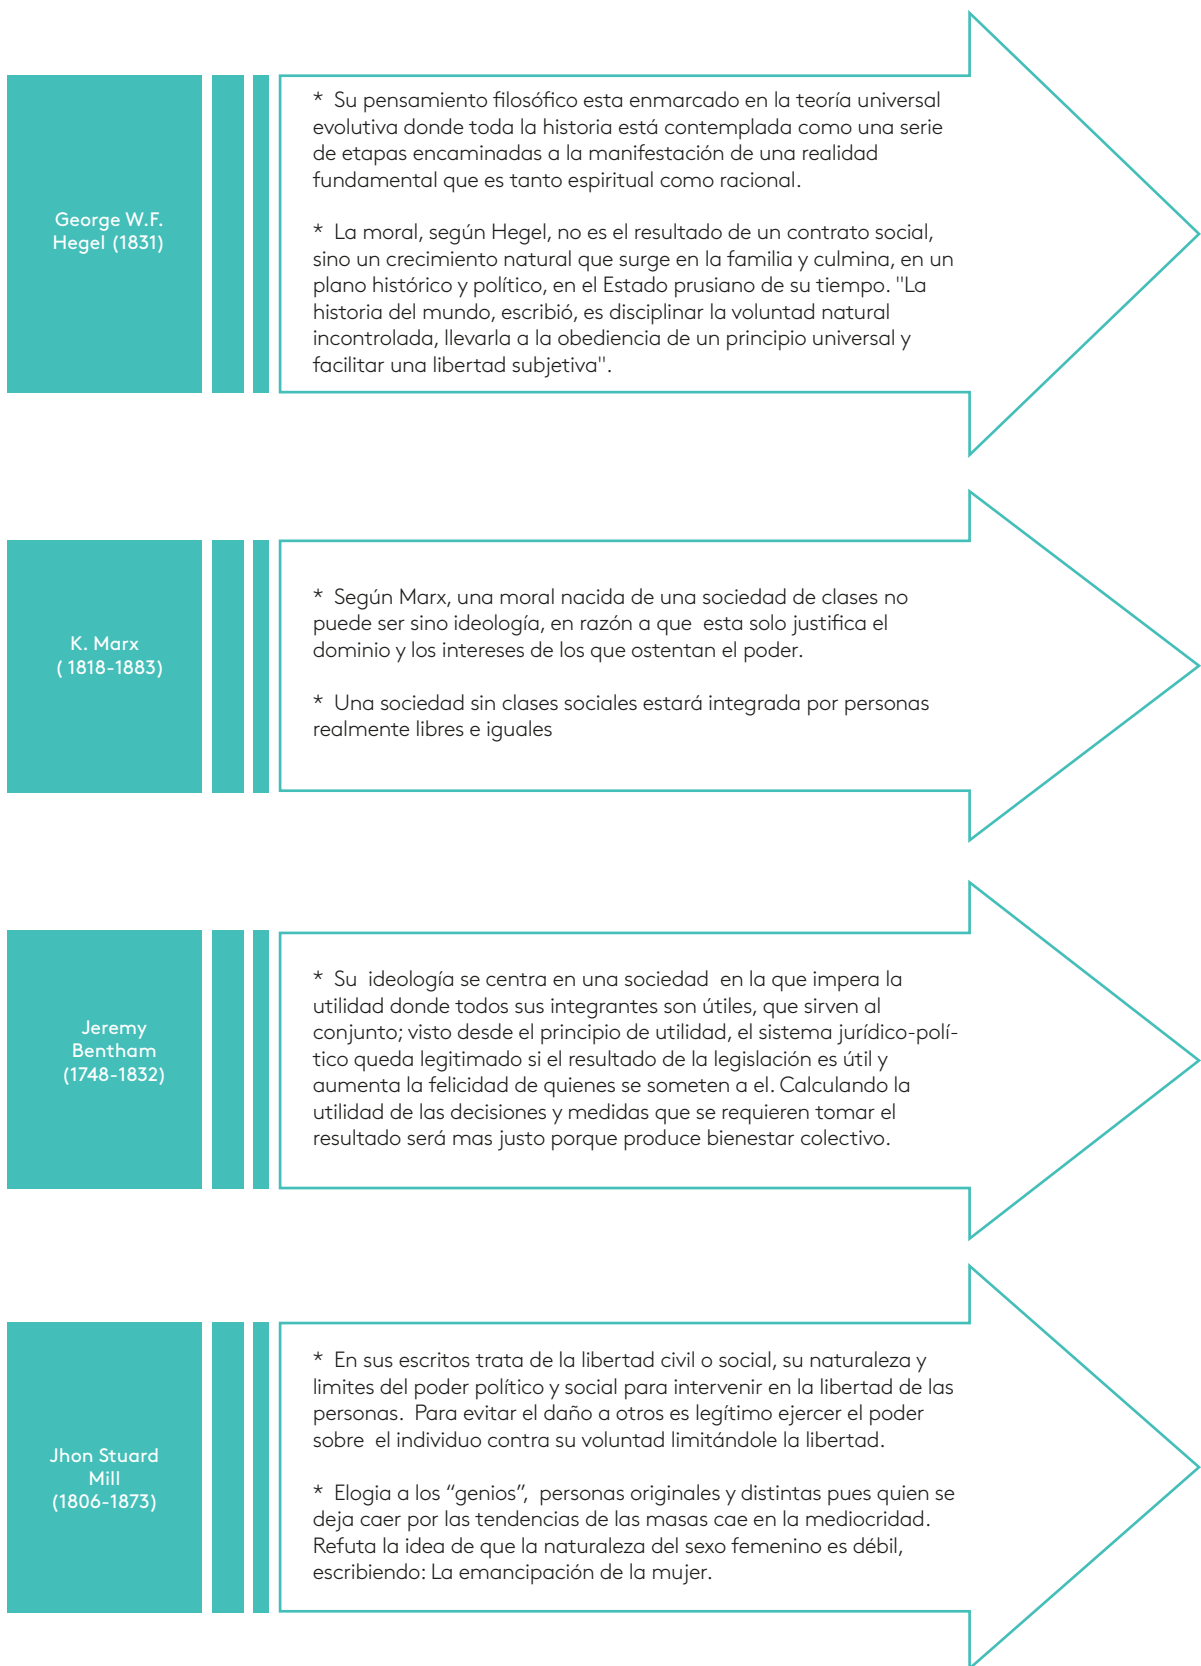 George W.F.
Hegel (1831)
* Su pensamiento filosófico esta enmarcado en la teoría universal
evolutiva donde toda la historia está contemplada como una serie
de etapas encaminadas a la manifestación de una realidad
fundamental que es tanto espiritual como racional.
* La moral, según Hegel, no es el resultado de un contrato social,
sino un crecimiento natural que surge en la familia y culmina, en un
plano histórico y político, en el Estado prusiano de su tiempo. "La
historia del mundo, escribió, es disciplinar la voluntad natural
incontrolada, llevarla a la obediencia de un principio universal y
facilitar una libertad subjetiva".
K. Marx
( 1818-1883)
* Según Marx, una moral nacida de una sociedad de clases no
puede ser sino ideología, en razón a que esta solo justifica el
dominio y los intereses de los que ostentan el poder.
* Una sociedad sin clases sociales estará integrada por personas
realmente libres e iguales
Jeremy
Bentham
(1748-1832)
* Su ideología se centra en una sociedad en la que impera la
utilidad donde todos sus integrantes son útiles, que sirven al
conjunto; visto desde el principio de utilidad, el sistema jurídico-polí-
tico queda legitimado si el resultado de la legislación es útil y
aumenta la felicidad de quienes se someten a el. Calculando la
utilidad de las decisiones y medidas que se requieren tomar el
resultado será mas justo porque produce bienestar colectivo.
Jhon Stuard
Mill
(1806-1873)
* En sus escritos trata de la libertad civil o social, su naturaleza y
limites del poder político y social para intervenir en la libertad de las
personas. Para evitar el daño a otros es legítimo ejercer el poder
sobre el individuo contra su voluntad limitándole la libertad.
* Elogia a los “genios”, personas originales y distintas pues quien se
deja caer por las tendencias de las masas cae en la mediocridad.
Refuta la idea de que la naturaleza del sexo femenino es débil,
escribiendo: La emancipación de la mujer.